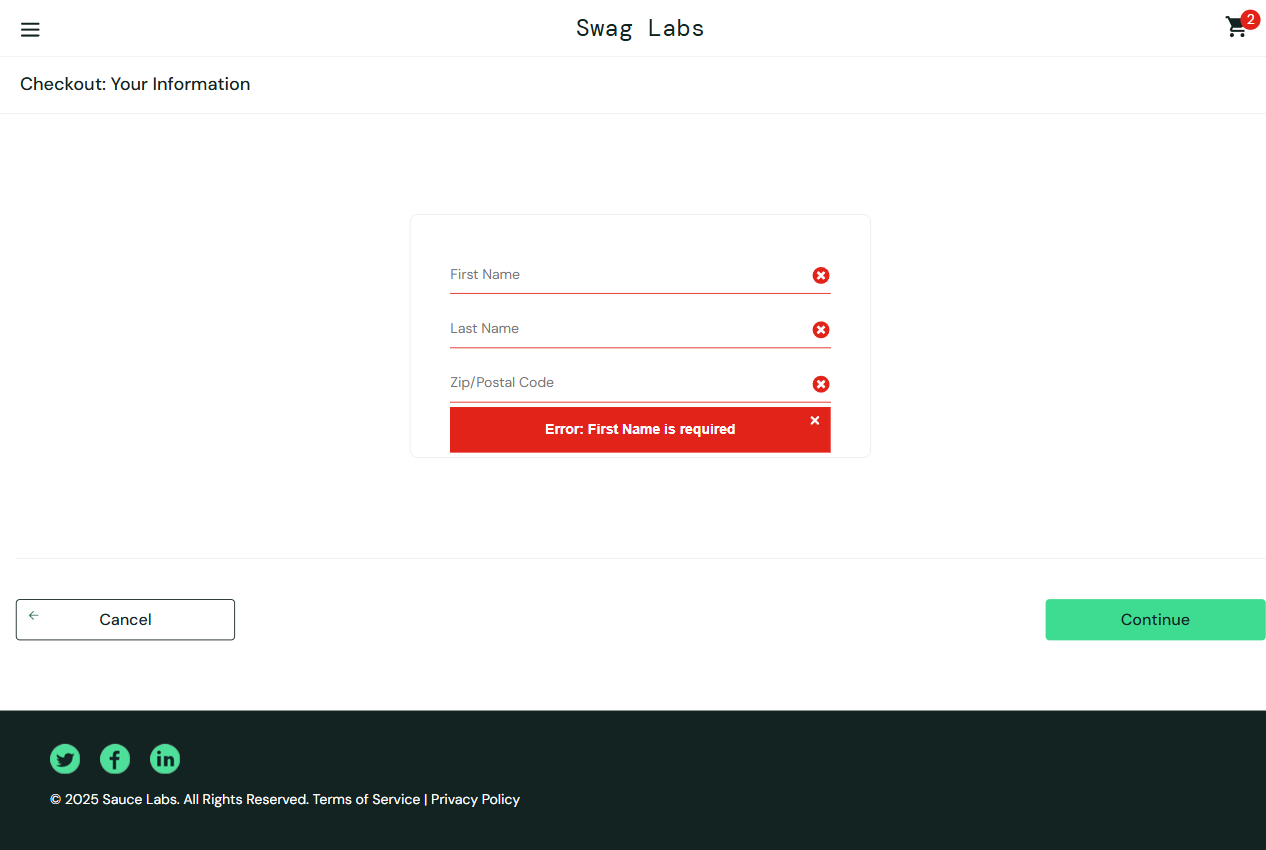 Swag Labs
2
Checkout: Your Information
First Name
Last Name
Zip/Postal Code
Error: First Name is required
Cancel
Continue
© 2025 Sauce Labs. All Rights Reserved. Terms of Service | Privacy Policy